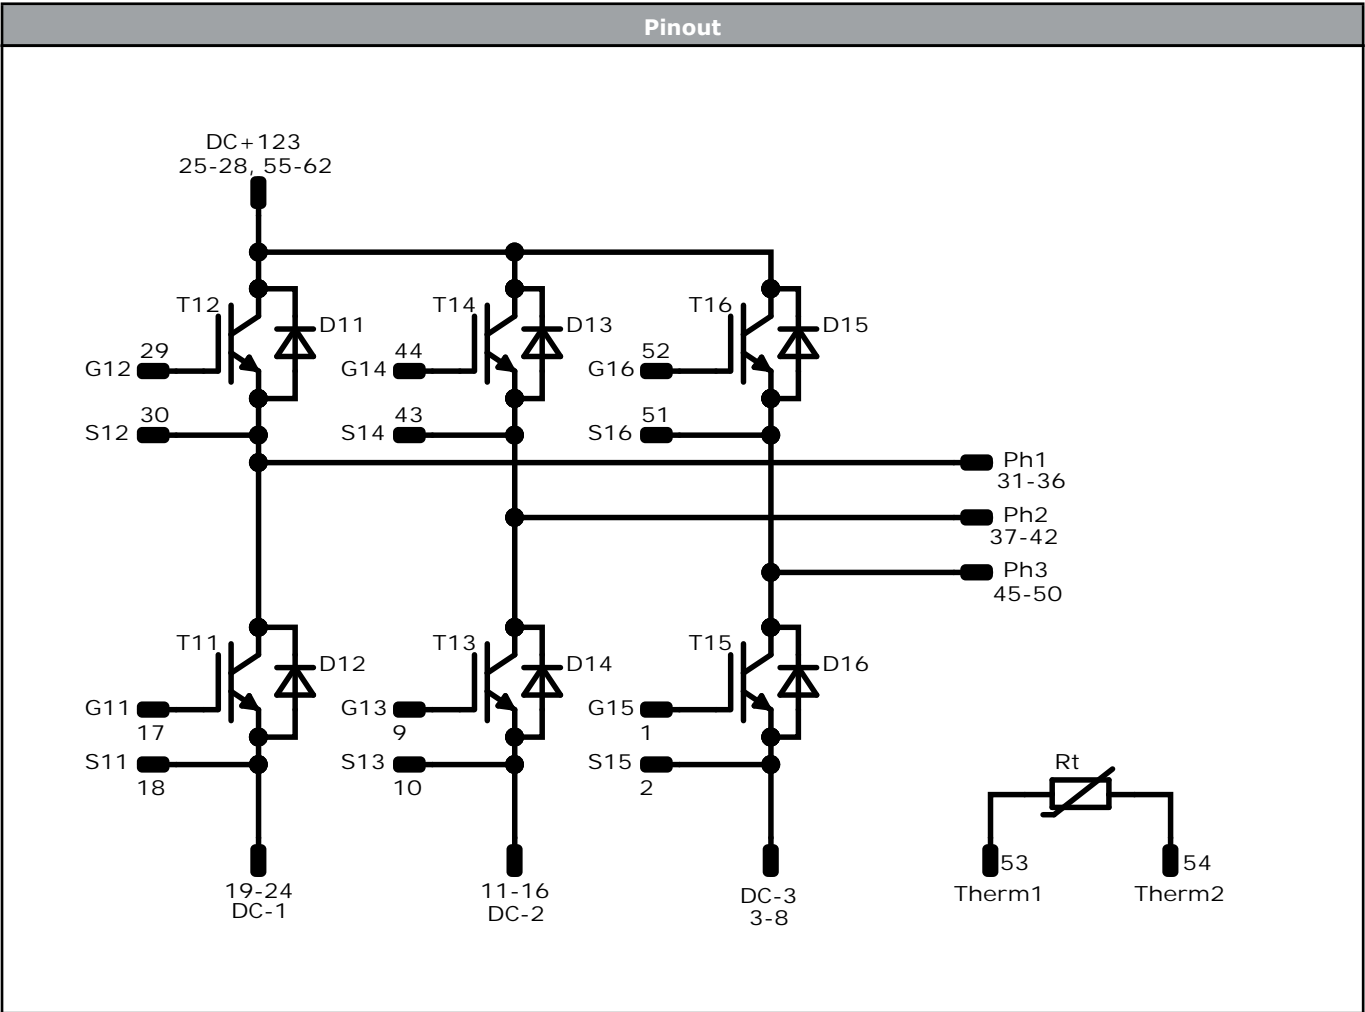 Pinout
DC+123
25-28, 55-62
T12
D11
T14
D13
T16
D15
29
G12
44
G14
52
G16
30
S12
43
S14
51
S16
Ph1
31-36
Ph2
37-42
Ph3
45-50
T11
D12
T13
D14
T15
D16
G11
17
G13
9
G15
1
S11
18
S13
10
S15
2
Rt
19-24
DC-1
11-16
DC-2
DC-3
3-8
53
Therm1
54
Therm2